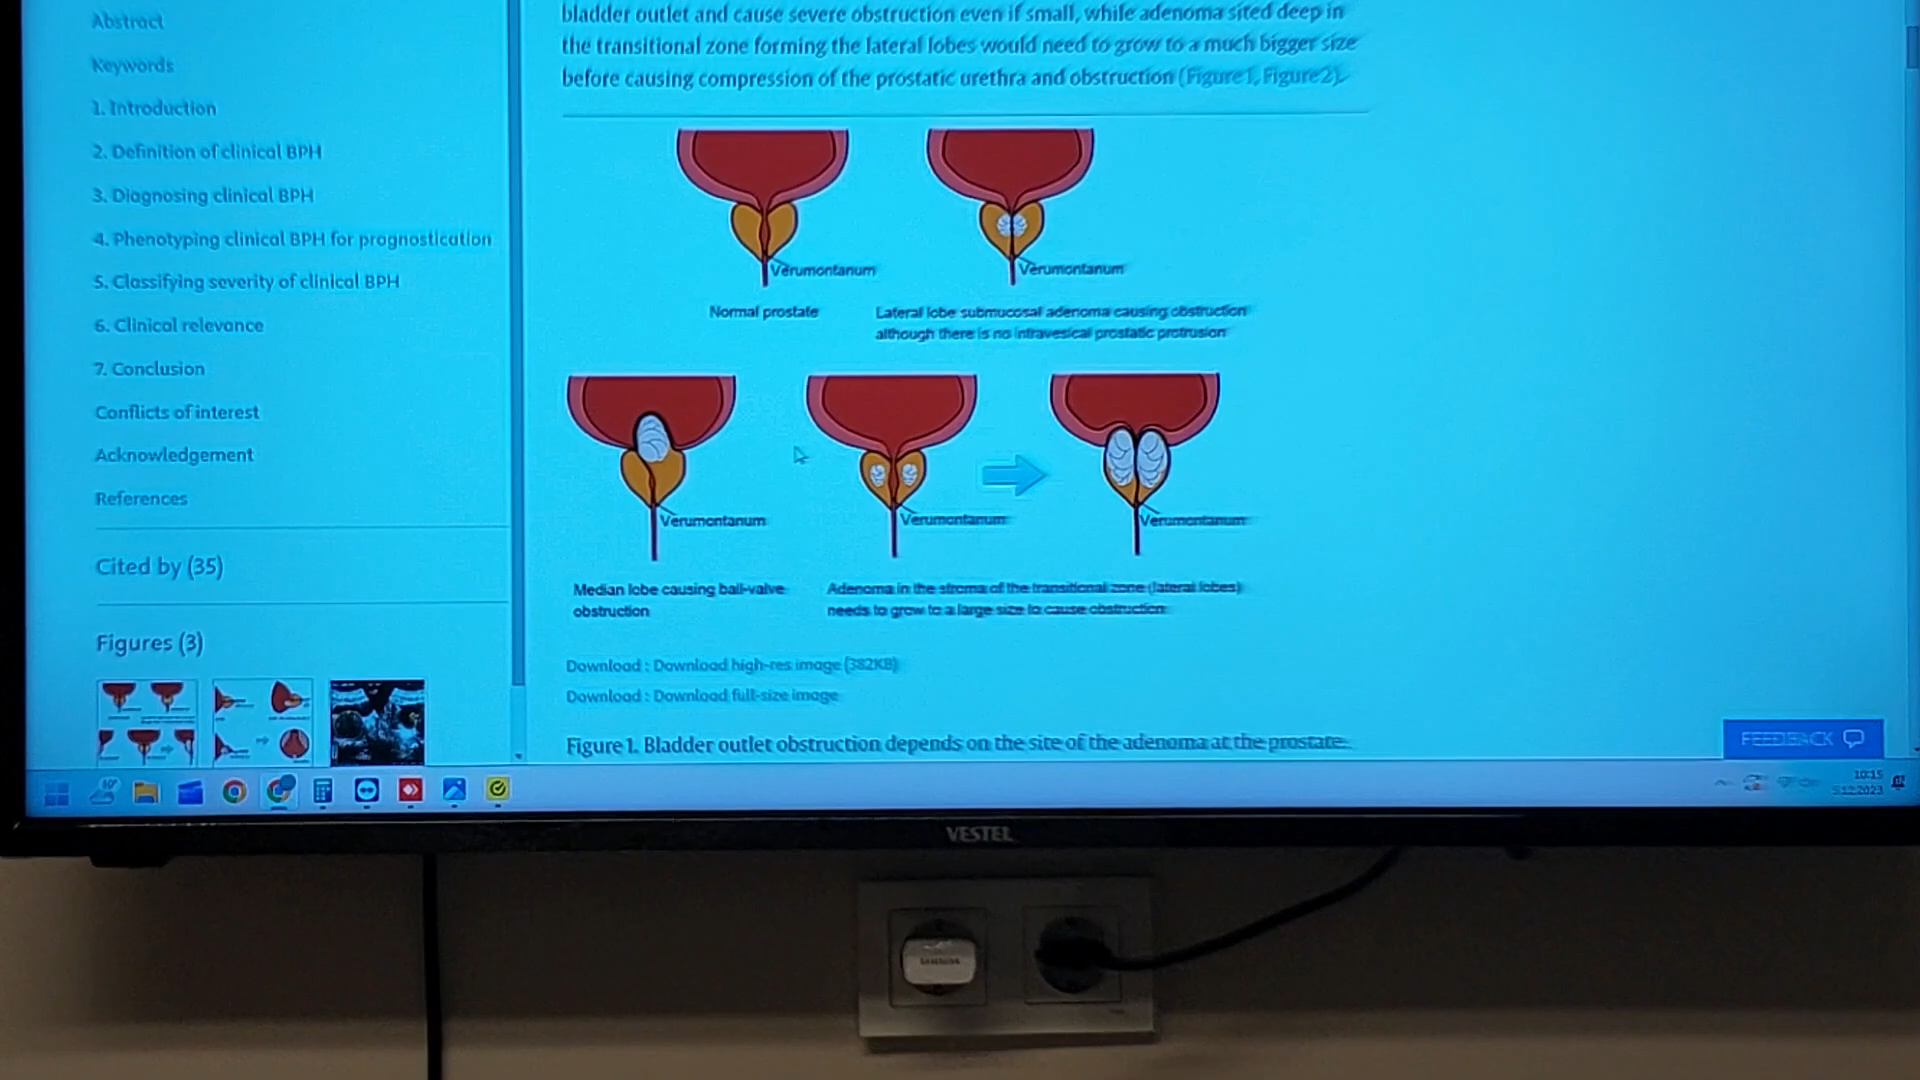 Abstract
Keywords
1. Introduction
2. Definition of clinical BPH
3. Diagnosing clinical BPH
4. Phenotyping clinical BPH for prognostication
5. Classifying severity of clinical BPH
6. Clinical relevance
7. Conclusion
Conflicts of interest
Acknowledgement
References
Cited by (35)
Figures (3)
bladder outlet and cause severe obstruction even if small, while adenoma sited deep in
the transitional zone forming the lateral lobes would need to grow to a much bigger size
before causing compression of the prostatic urethra and obstruction (Figure 1, Figure 2).
Verumontanum
Verumontanum
Normal prostate
Lateral lobe submucosal adenoma causing obstruction
although there is no intravesical prostatic protrusion
Verumontanum
Verumontanum
Verumontanum
Median lobe causing ball-valve
obstruction
Adenoma in the stroma of the transitional zone (lateral lobes)
needs to grow to a large size to cause obstruction
Download : Download high-res image (382KB)
Download : Download full-size image
Figure 1. Bladder outlet obstruction depends on the site of the adenoma at the prostate.
FEEDBACK
10:15
5.12.2023
VESTEL
SAMSUNG